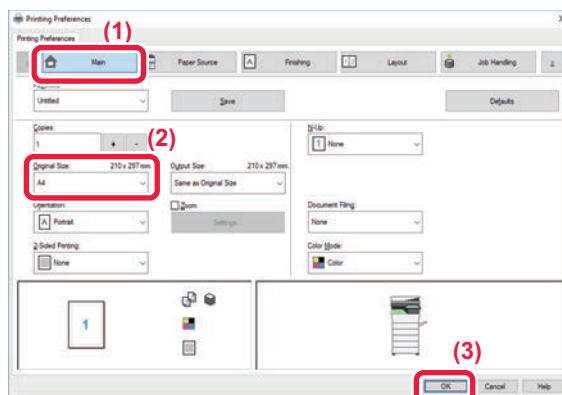 Printing Preferences
(1)
Printing Preferences
Main Paper Source Finishing Layout Job Handling
Untitled Save Defaults
Copies: N-Up:
1 + - (2) 1 None
Original Size: 210 x 297 mm. Output Size: 210 x 297 mm.
A4 Same as Original Size
Orientation: Zoom: Document Filing:
A Portrait Settings... None
2-Sided Printing: Color Mode:
None Color
1
(3)
OK Cancel Help